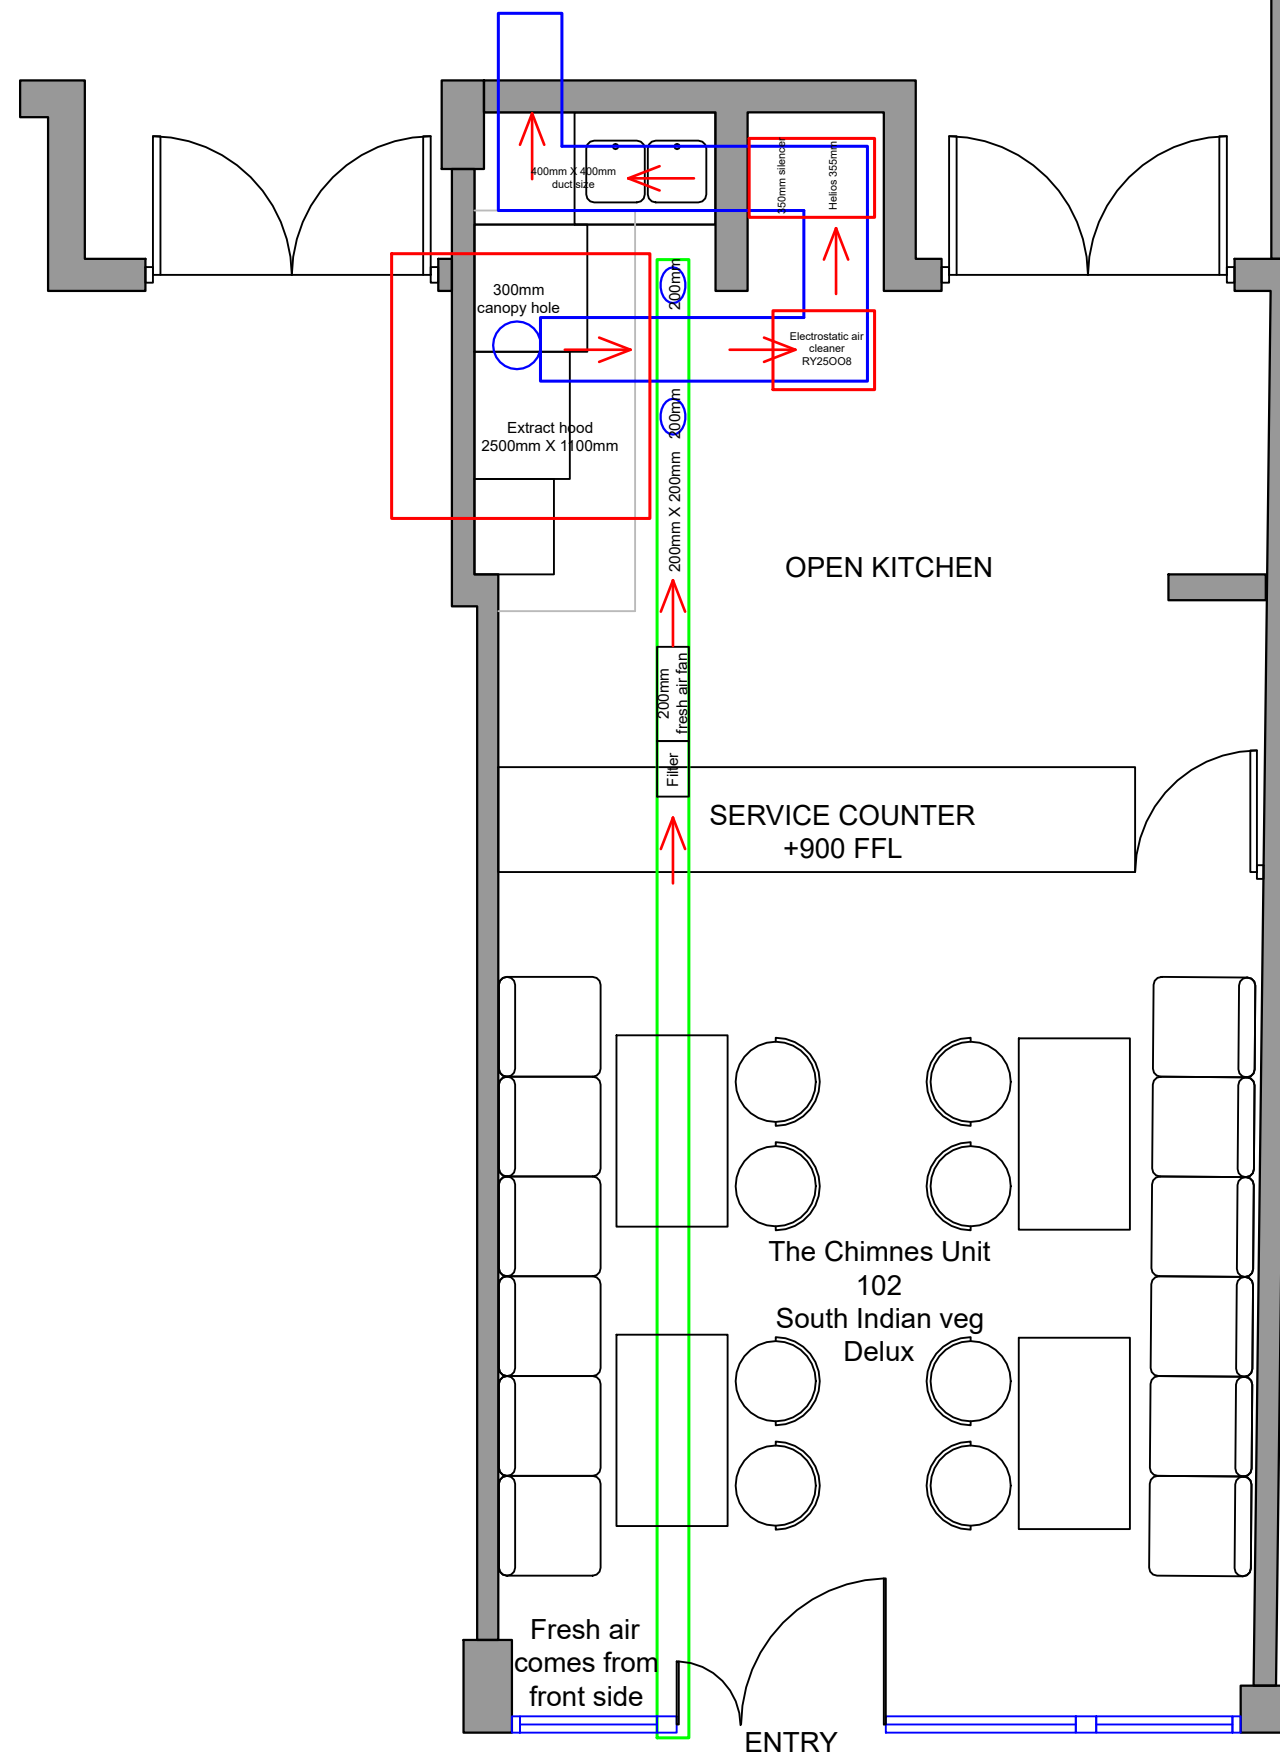 400mm X 400mm
duct size
350mm silencer
Helios 355mm
300mm
canopy hole
200mm
Electrostatic air
cleaner
RY25OO8
200mm
Extract hood
2500mm X 1100mm
200mm X 200mm
OPEN KITCHEN
200mm
fresh air fan
Filter
SERVICE COUNTER
+900 FFL
The Chimnes Unit
102
South Indian veg
Delux
Fresh air
comes from
front side
ENTRY